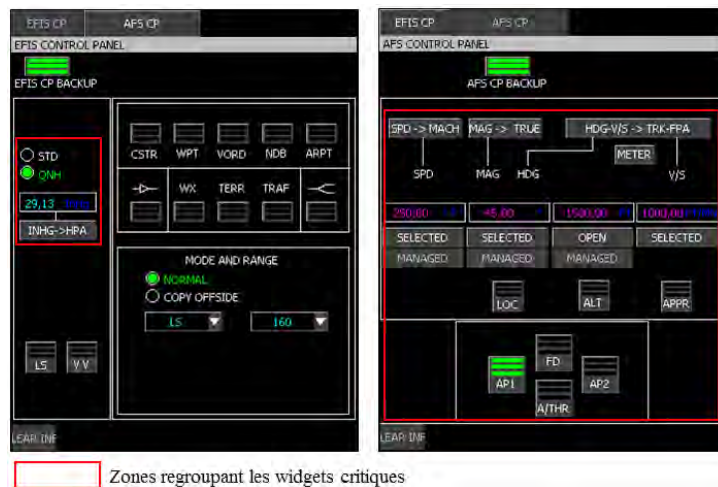 EFIS CP AFS CP
EFIS CONTROL PANEL
EFIS CP BACKUP
STD
QNH
29,13
INHG->HPA
CSTR WPT VORD NDB ARPT
WX TERR TRAF
MODE AND RANGE
NORMAL
COPY OFFSIDE
LS 160
LS VV
LEAR INF
EFIS CP AFS CP
AFS CONTROL PANEL
AFS CP BACKUP
SPD -> MACH MAG -> TRUE HDG-V/S -> TRK-FPA
METER
SPD MAG HDG V/S
250,00 45,00 1500,00 1000,00
SELECTED SELECTED OPEN SELECTED
MANAGED MANAGED MANAGED
LOC ALT APPR
FD
AP1 AP2
A/THR
LEAR INF
Zones regroupant les widgets critiques